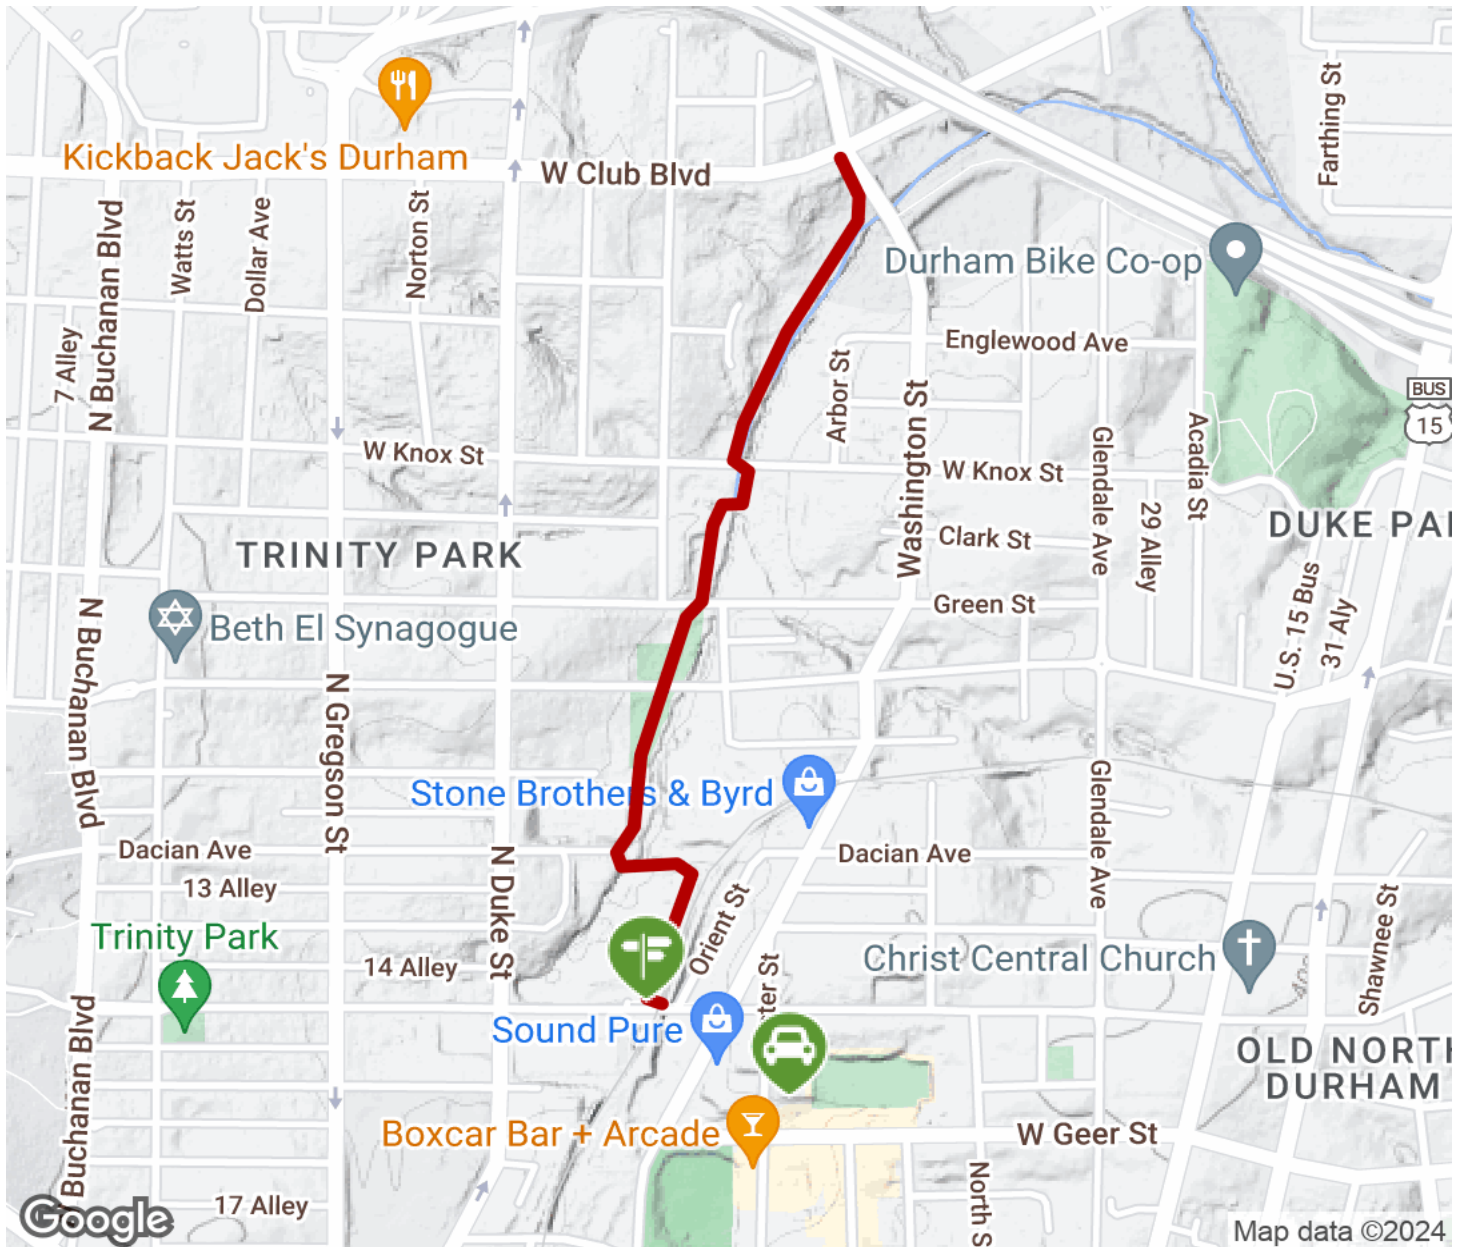 Farthing St
Kickback Jack's Durham
W Club Blvd
N Buchanan Blvd
Watts St
Dollar Ave
Norton St
Durham Bike Co-op
7 Alley
Englewood Ave
Arbor St
BUS
15
W Knox St
W Knox St
Washington St
Glendale Ave
Acadia St
29 Alley
Clark St
DUKE PA
TRINITY PARK
Green St
Beth El Synagogue
U.S. 15 Bus
31 Aly
N Buchanan Blvd
N Gregson St
Stone Brothers & Byrd
Glendale Ave
Dacian Ave
Dacian Ave
13 Alley
N Duke St
Orient St
Shawnee St
Trinity Park
14 Alley
Christ Central Church
400
ter St
Sound Pure
Buchanan Blvd
OLD NORTH
DURHAM
Boxcar Bar + Arcade
W Geer St
North S
17 Alley
Google
Map data ©2024